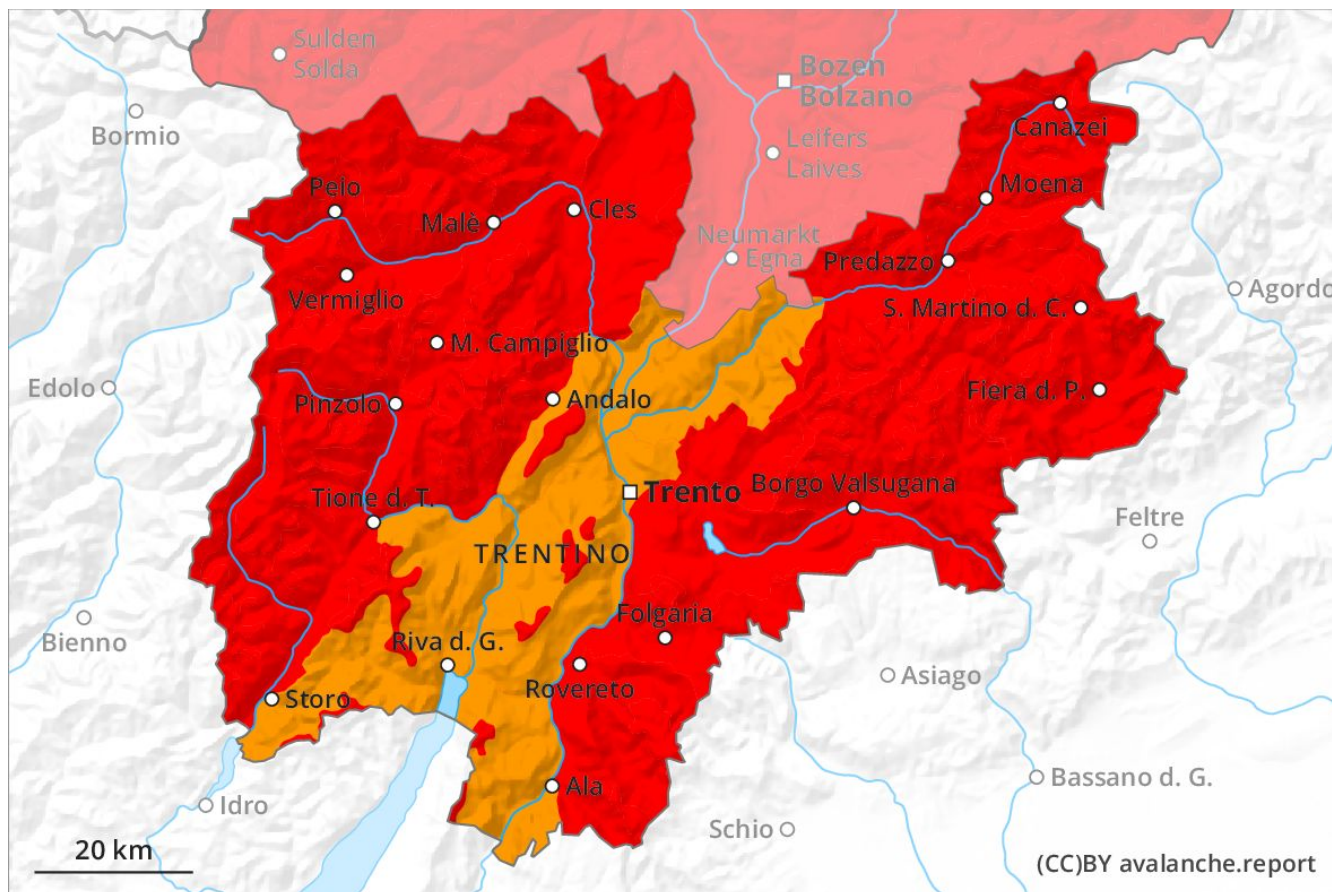 Sulden
Solda
Bozen
Bolzano
Bormio
Canazei
Leifers
Laives
Peio
Moena
Malè
Cles
Neumarkt
Egna
Predazzo
Vermiglio
Agordo
S. Martino d. C.
M. Campiglio
Edolo
Pinzolo
Andalo
Fiera d. P.
Trento
Borgo Valsugana
Tione d. T.
Feltre
TRENTINO
Bienno
Folgaria
Riva d. G.
Asiago
Rovereto
Storo
Bassano d. G.
Ala
Idro
Schio
20 km
(CC)BY avalanche.report